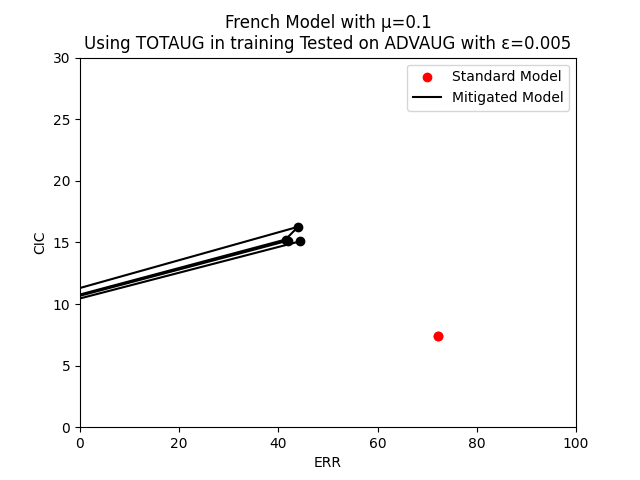 French Model with μ=0.1
Using TOTAUG in training Tested on ADVAUG with ε=0.005
Standard Model
Mitigated Model
CIC
30
25
20
15
10
5
0
0 20 40 60 80 100
ERR